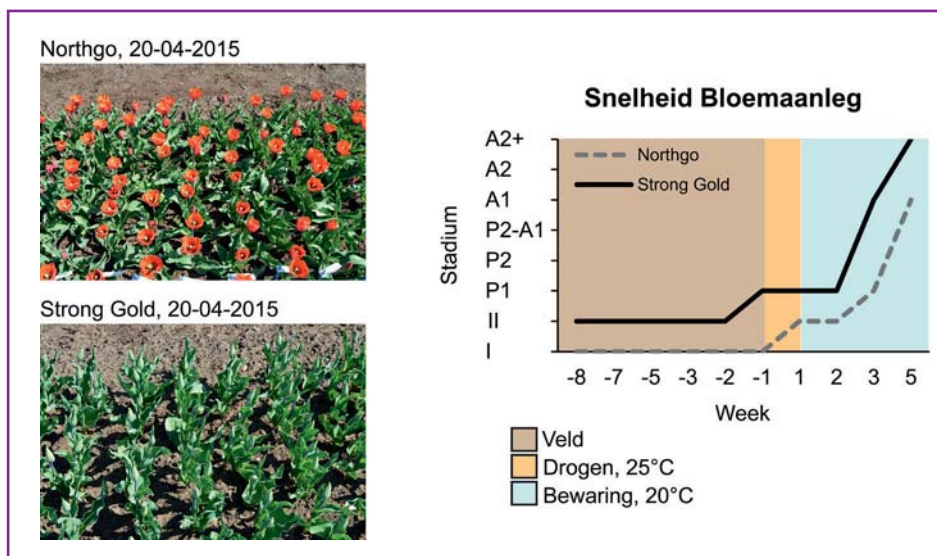 Northgo, 20-04-2015
Strong Gold, 20-04-2015
Snelheid Bloemaanleg
Northgo
Strong Gold
Stadium
A2+
A2
A1
P2-A1
P2
P1
II
I
-8 -7 -5 -3 -2 -1 1 2 3 5
Week
Veld
Drogen, 25°C
Bewaring, 20°C